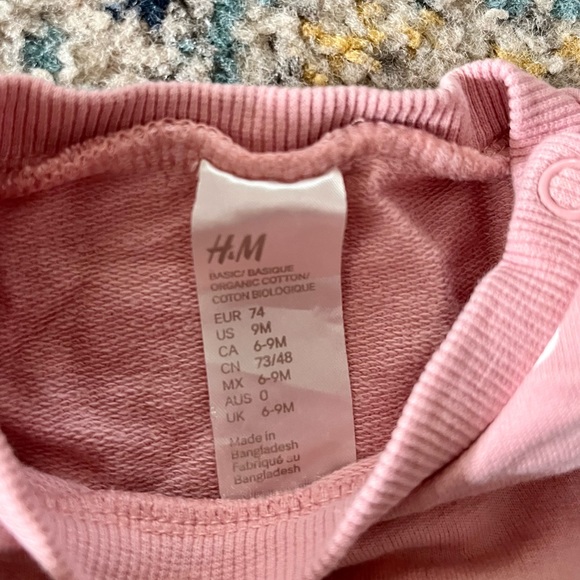 H&M
BASIC/ BASIQUE
ORGANIC COTTON/
COTON BIOLOGIQUE
EUR 74
US 9M
CA 6-9M
CN 73/48
MX 6-9M
AUS 0
UK 6-9M
Made in
Bangladesh
Fabriqué au
Bangladesh